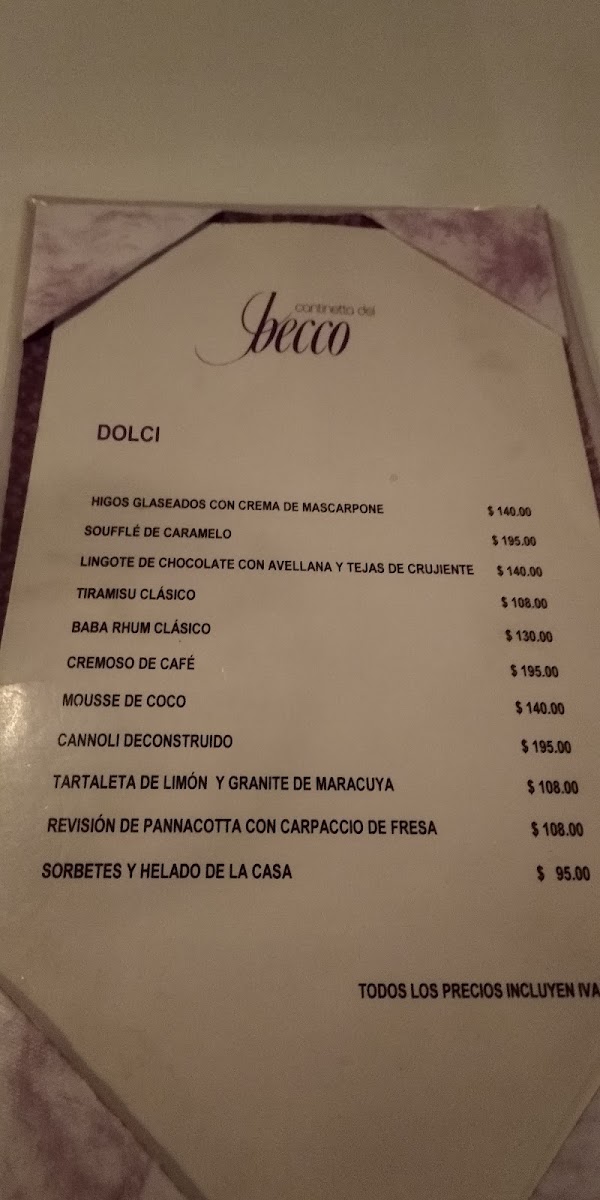 cantinetta del
becco
DOLCI
HIGOS GLASEADOS CON CREMA DE MASCARPONE $ 140.00
SOUFFLÉ DE CARAMELO $ 195.00
LINGOTE DE CHOCOLATE CON AVELLANA Y TEJAS DE CRUJIENTE $ 140.00
TIRAMISU CLÁSICO $ 108.00
BABA RHUM CLÁSICO $ 130.00
CREMOSO DE CAFÉ $ 195.00
MOUSSE DE COCO $ 140.00
CANNOLI DECONSTRUIDO $ 195.00
TARTALETA DE LIMÓN Y GRANITE DE MARACUYA $ 108.00
REVISIÓN DE PANNACOTTA CON CARPACCIO DE FRESA $ 108.00
SORBETES Y HELADO DE LA CASA $ 95.00
TODOS LOS PRECIOS INCLUYEN IVA